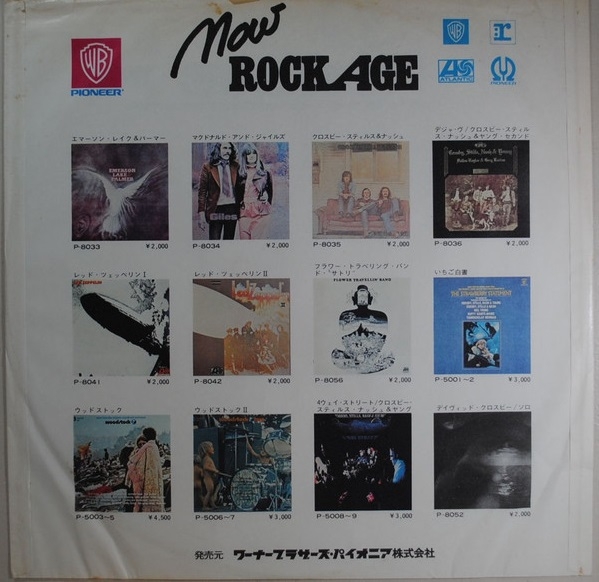 Now
ROCK AGE
WB
PIONEER
WB
r
ATLANTIC
PIONEER
エマーソン・レイク＆パーマー
マクドナルド・アンド・ジャイルズ
クロスビー・スティルス＆ナッシュ
デジャ・ヴ／クロスビー・スティル
ス・ナッシュ＆ヤング・セカンド
EMERSON
LAKE
PALMER
Giles
Crosby, Stills, Nash & Young
P-8033 ¥2,000
P-8034 ¥2,000
P-8035 ¥2,000
P-8036 ¥2,000
レッド・ツェッペリンⅠ
レッド・ツェッペリンⅡ
フラワー・トラベリング・バン
ド・"サトリ"
いちご白書
FLOWER TRAVELLIN' BAND
THE STRAWBERRY STATEMENT
P-8041 ¥2,000
P-8042 ¥2,000
P-8056 ¥2,000
P-5001~2 ¥3,000
ウッドストック
ウッドストックⅡ
4ウェイ・ストリート／クロスビー・
スティルス・ナッシュ＆ヤング
デイヴィッド・クロスビー／ソロ
woodstock
P-5003~5 ¥4,500
P-5006~7 ¥3,000
P-5008~9 ¥3,000
P-8052 ¥2,000
発売元 ワーナーブラザーズ・パイオニア株式会社